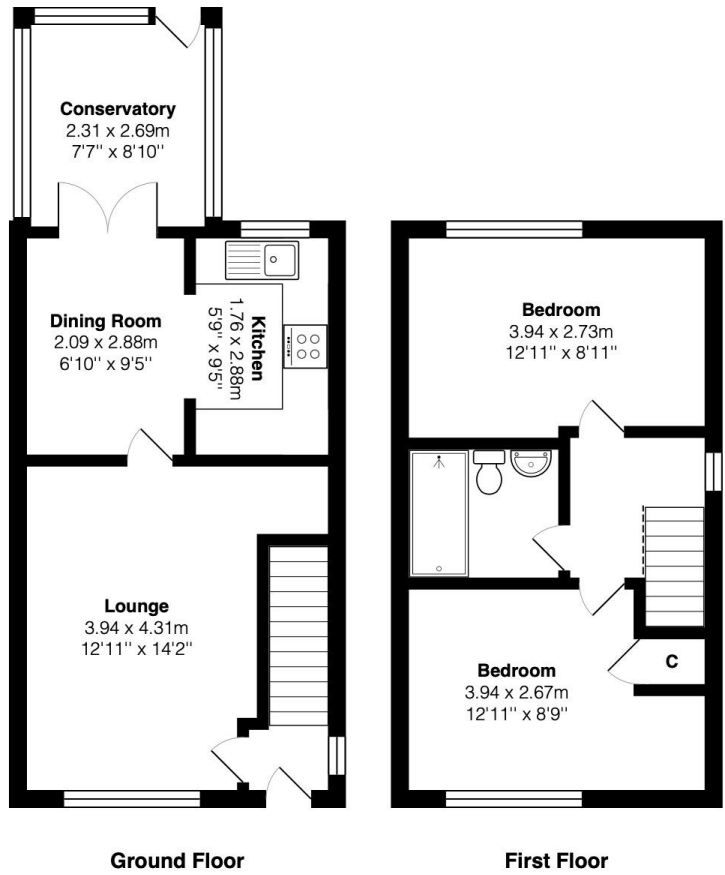 Conservatory
2.31 x 2.69m
7'7'' x 8'10''
Dining Room
2.09 x 2.88m
6'10'' x 9'5''
Kitchen
1.76 x 2.88m
5'9'' x 9'5''
Lounge
3.94 x 4.31m
12'11'' x 14'2''
Bedroom
3.94 x 2.73m
12'11'' x 8'11''
Bedroom
3.94 x 2.67m
12'11'' x 8'9''
C
Ground Floor
First Floor